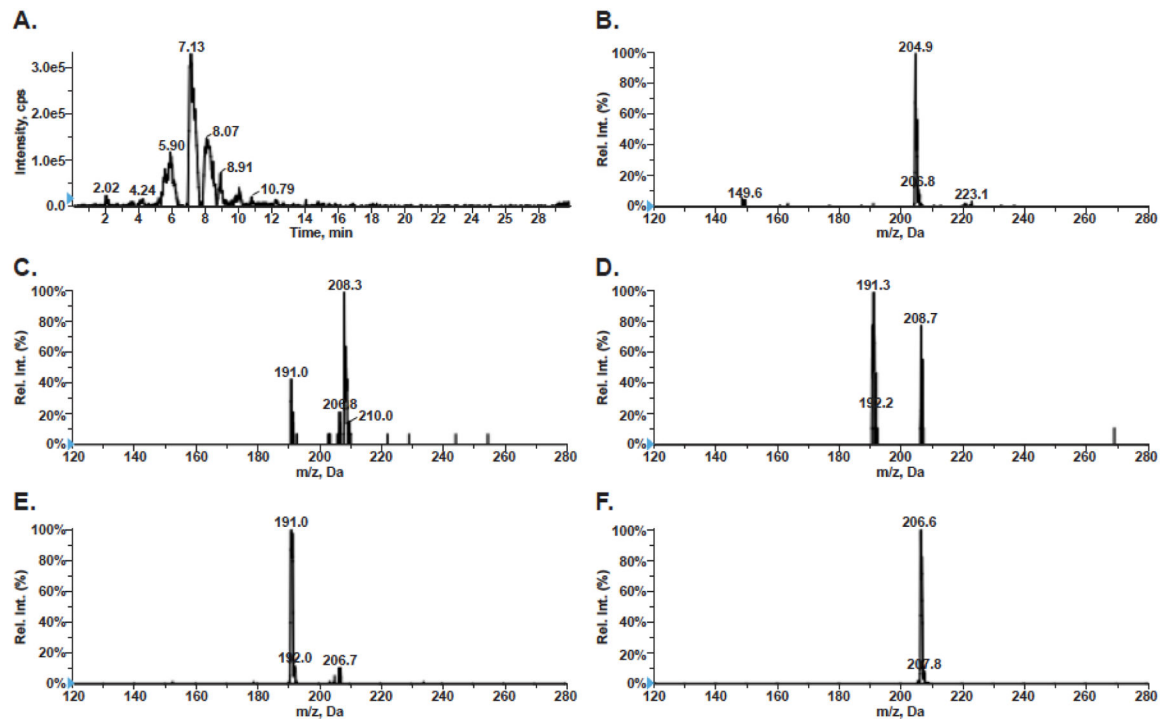 A.
7.13
3.0e5
2.0e5
1.0e5
0.0
Intensity, cps
2.02
4.24
5.90
8.07
8.91
10.79
2 4 6 8 10 12 14 16 18 20 22 24 26 28
Time, min
B.
204.9
100%
80%
60%
40%
20%
0%
Rel. Int. (%)
149.6
206.8
223.1
120 140 160 180 200 220 240 260 280
m/z, Da
C.
208.3
100%
80%
60%
40%
20%
0%
Rel. Int. (%)
191.0
206.8
210.0
120 140 160 180 200 220 240 260 280
m/z, Da
D.
191.3
100%
80%
60%
40%
20%
0%
Rel. Int. (%)
208.7
192.2
120 140 160 180 200 220 240 260 280
m/z, Da
E.
191.0
100%
80%
60%
40%
20%
0%
Rel. Int. (%)
192.0
206.7
120 140 160 180 200 220 240 260 280
m/z, Da
F.
206.6
100%
80%
60%
40%
20%
0%
Rel. Int. (%)
207.8
120 140 160 180 200 220 240 260 280
m/z, Da